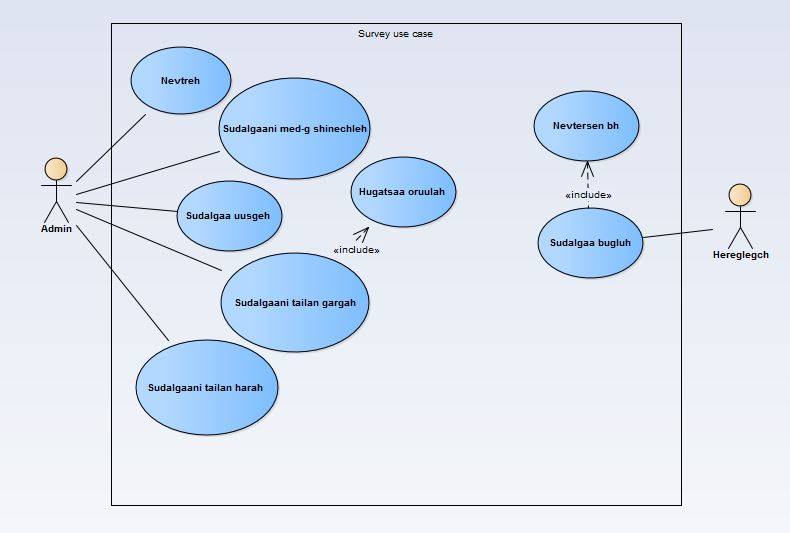 Survey use case
Nevtreh
Sudalgaani med-g shinechleh
Nevtersen bh
Hugatsaa oruulah
«include»
Sudalgaa uusgeh
Admin
Sudalgaa bugluh
«include»
Hereglegch
Sudalgaani tailan gargah
Sudalgaani tailan harah